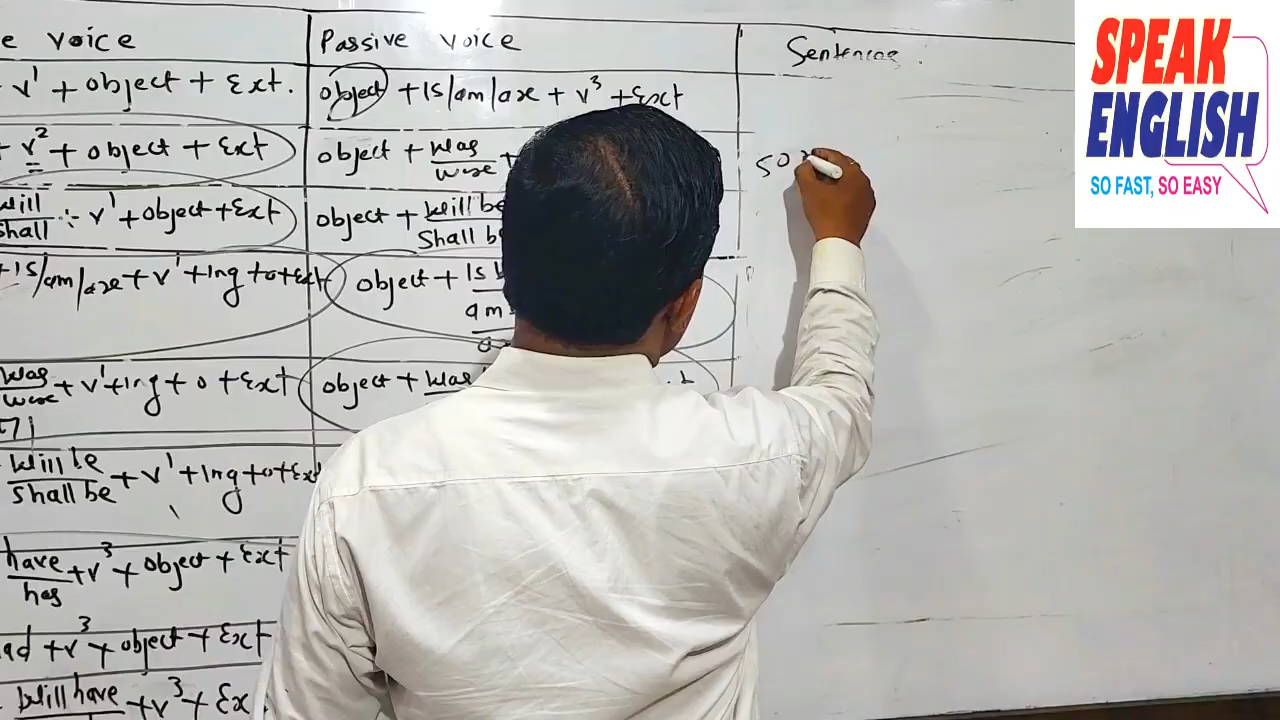 e voice
Passive voice
Sentences.
v¹ + object + Ext.
object + Is/am/are + v³ + Ext
+ v² + object + Ext
object + was
were +
so
will
shall
v¹ + object + Ext
object + will be
shall be
+ Is/am/are + v¹ + Ing + o + Ext
object + Is
am
was
were + v¹ + Ing + o + Ext
object + was
will be
shall be + v¹ + Ing + o + Ext
have
has + v³ + object + Ext
ad + v³ + object + Ext
will have + v³ + Ex
SPEAK
ENGLISH
SO FAST, SO EASY